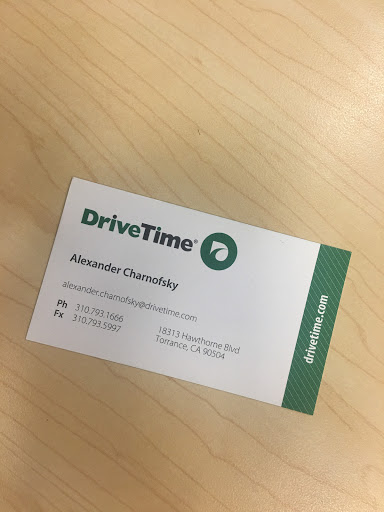 DriveTime®
Alexander Charnofsky
alexander.charnofsky@drivetime.com
Ph 310.793.1666
Fx 310.793.5997
18313 Hawthorne Blvd
Torrance, CA 90504
drivetime.com